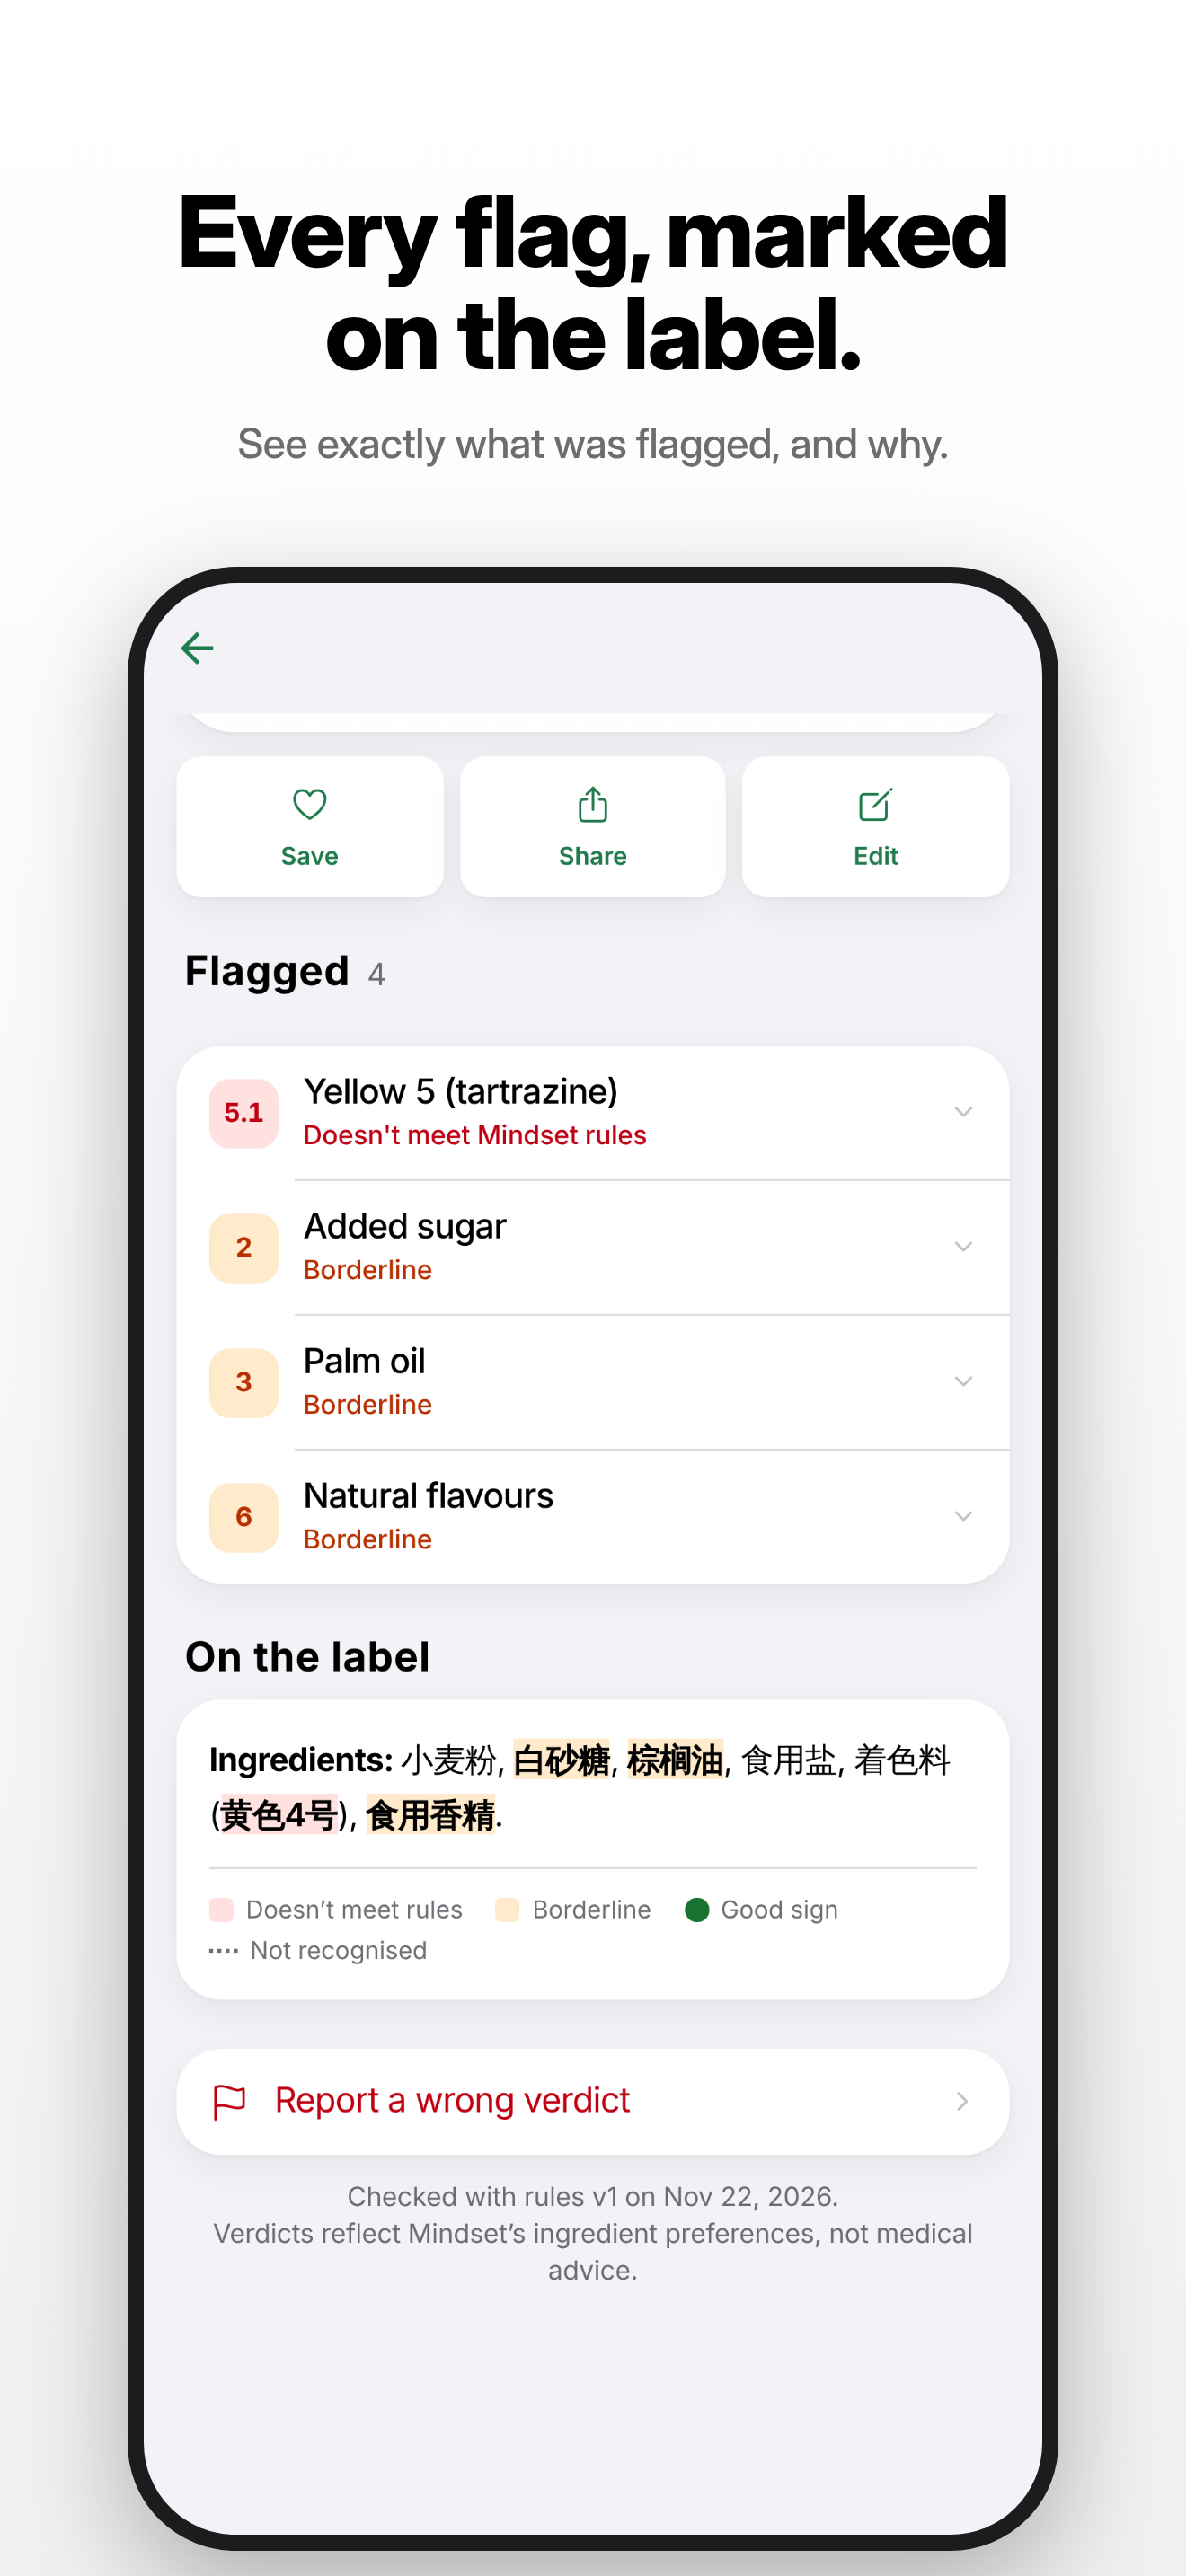 Every flag, marked
on the label.
See exactly what was flagged, and why.
Save
Share
Edit
Flagged 4
5.1
Yellow 5 (tartrazine)
Doesn't meet Mindset rules
2
Added sugar
Borderline
3
Palm oil
Borderline
6
Natural flavours
Borderline
On the label
Ingredients: 小麦粉, 白砂糖, 棕榈油, 食用盐, 着色料
(黄色4号), 食用香精.
Doesn’t meet rules Borderline Good sign
Not recognised
Report a wrong verdict
Checked with rules v1 on Nov 22, 2026.
Verdicts reflect Mindset’s ingredient preferences, not medical
advice.